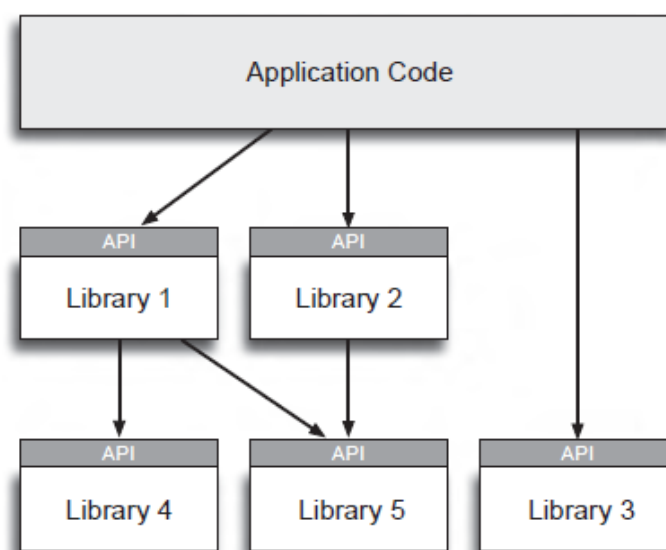 Application Code
API
API
Library 1
Library 2
API
API
API
Library 4
Library 5
Library 3